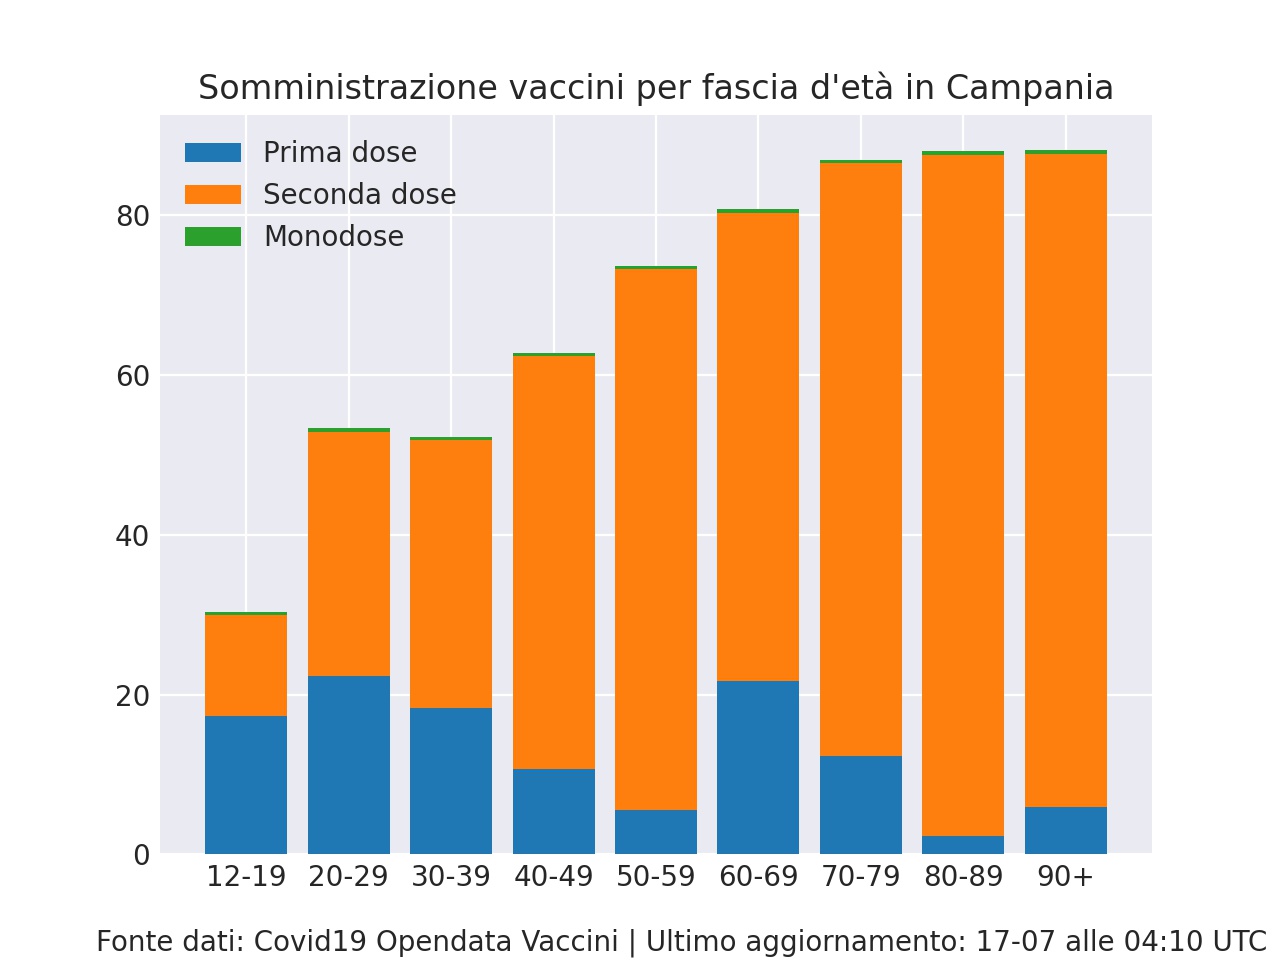 Somministrazione vaccini per fascia d'età in Campania
Prima dose
Seconda dose
Monodose
80
60
40
20
0
12-19 20-29 30-39 40-49 50-59 60-69 70-79 80-89 90+
Fonte dati: Covid19 Opendata Vaccini | Ultimo aggiornamento: 17-07 alle 04:10 UTC